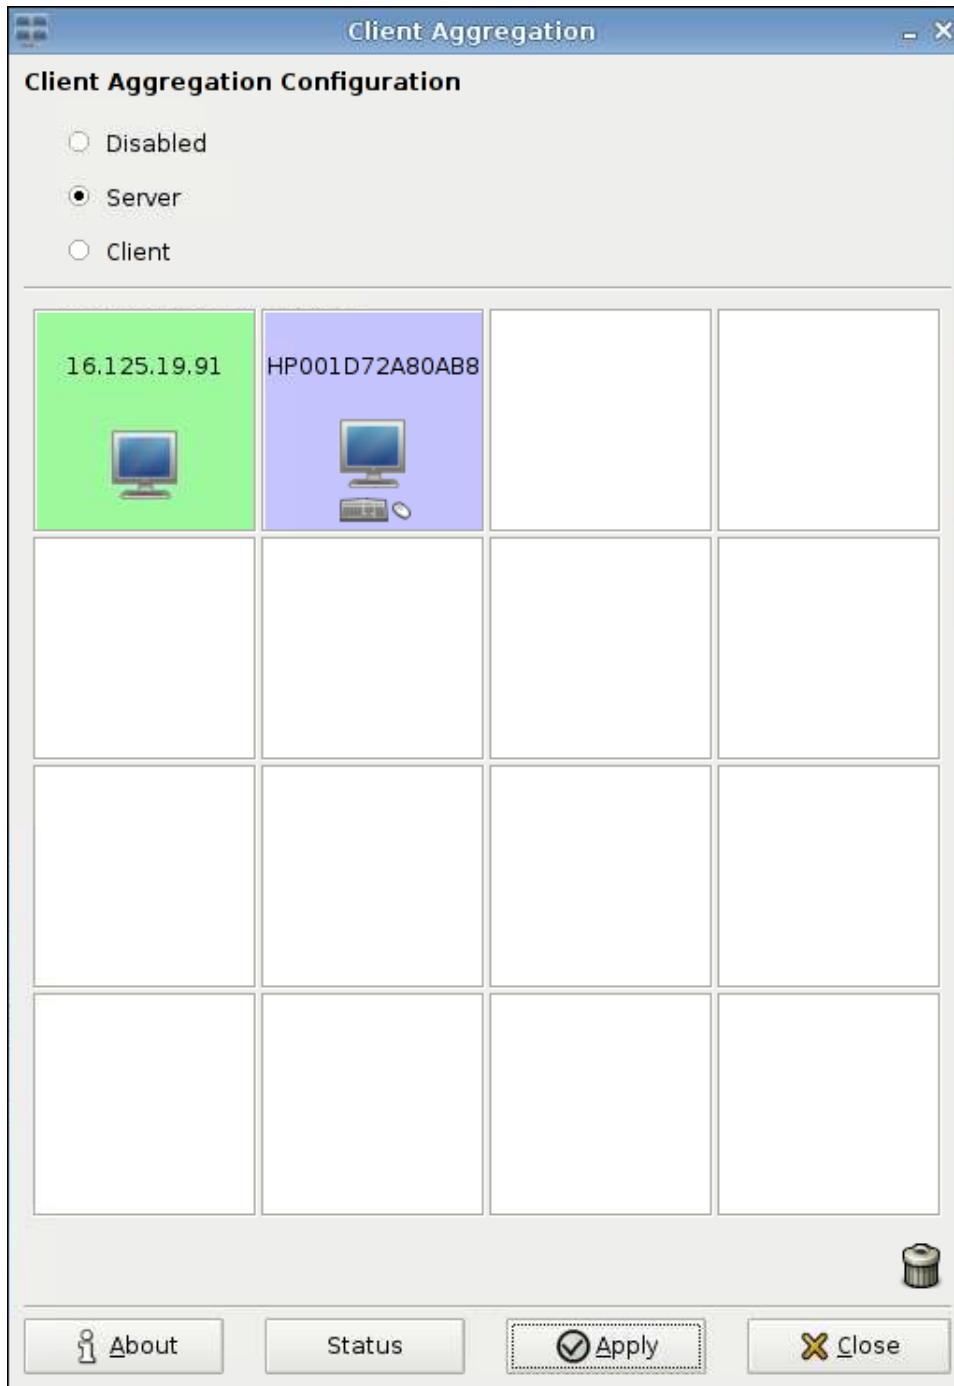 Client Aggregation
Client Aggregation Configuration
Disabled
Server
Client
16.125.19.91
HP001D72A80AB8
About
Status
Apply
Close